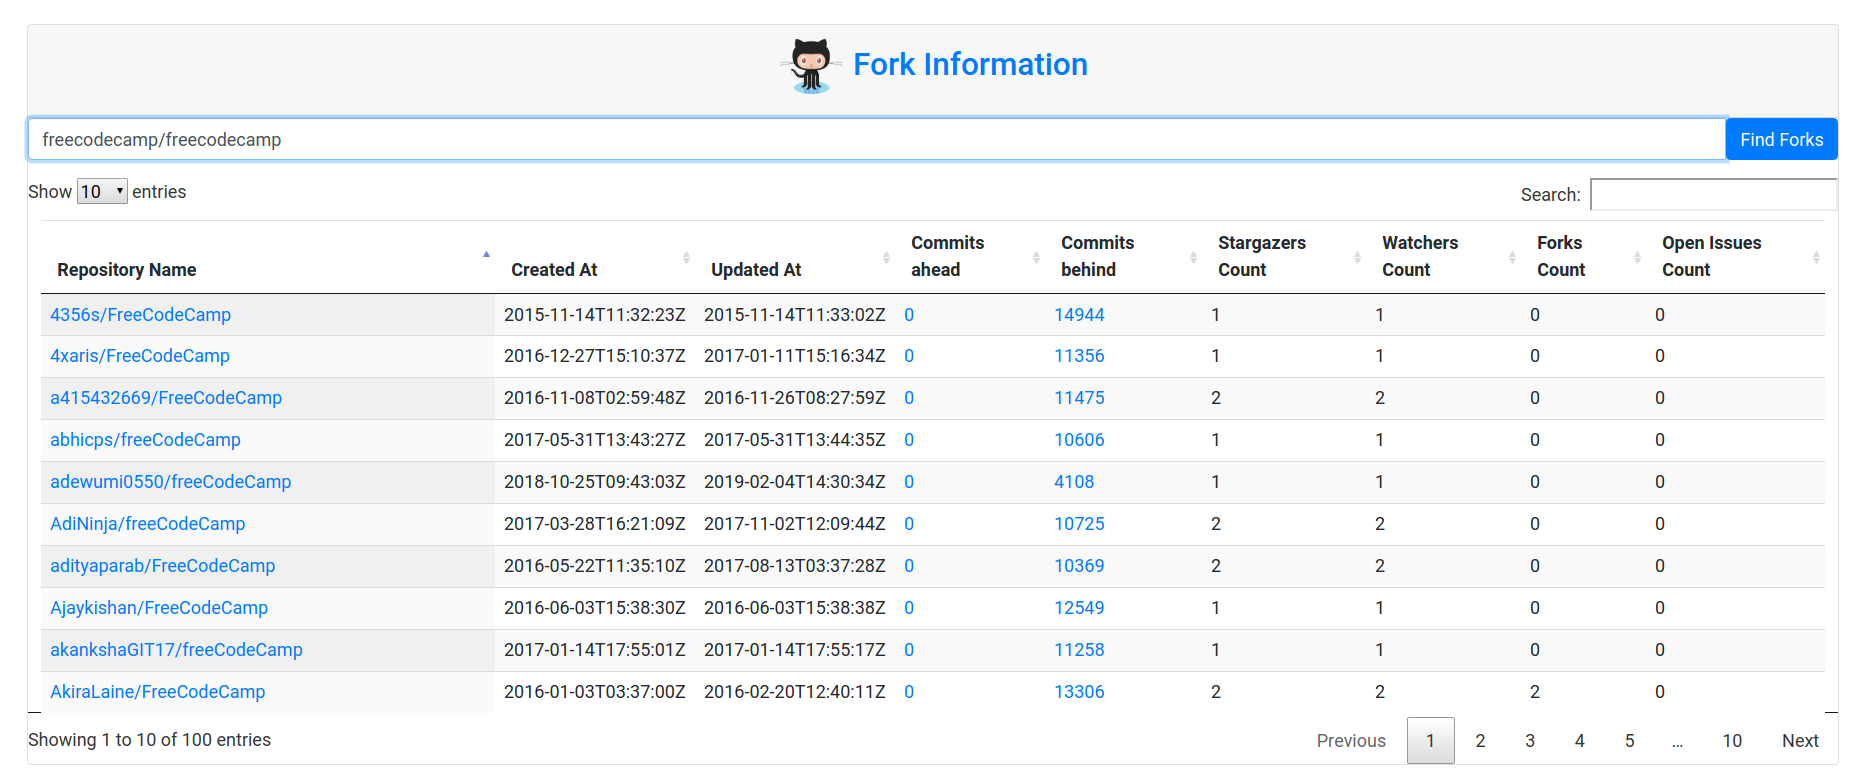 Fork Information
freecodecamp/freecodecamp Find Forks
Show 10 entries Search:
Repository Name Created At Updated At Commits ahead Commits behind Stargazers Count Watchers Count Forks Count Open Issues Count
4356s/FreeCodeCamp 2015-11-14T11:32:23Z 2015-11-14T11:33:02Z 0 14944 1 1 0 0
4xaris/FreeCodeCamp 2016-12-27T15:10:37Z 2017-01-11T15:16:34Z 0 11356 1 1 0 0
a415432669/FreeCodeCamp 2016-11-08T02:59:48Z 2016-11-26T08:27:59Z 0 11475 2 2 0 0
abhicps/freeCodeCamp 2017-05-31T13:43:27Z 2017-05-31T13:44:35Z 0 10606 1 1 0 0
adewumi0550/freeCodeCamp 2018-10-25T09:43:03Z 2019-02-04T14:30:34Z 0 4108 1 1 0 0
AdiNinja/freeCodeCamp 2017-03-28T16:21:09Z 2017-11-02T12:09:44Z 0 10725 2 2 0 0
adityaparab/FreeCodeCamp 2016-05-22T11:35:10Z 2017-08-13T03:37:28Z 0 10369 2 2 0 0
Ajaykishan/FreeCodeCamp 2016-06-03T15:38:30Z 2016-06-03T15:38:38Z 0 12549 1 1 0 0
akankshaGIT17/freeCodeCamp 2017-01-14T17:55:01Z 2017-01-14T17:55:17Z 0 11258 1 1 0 0
AkiraLaine/FreeCodeCamp 2016-01-03T03:37:00Z 2016-02-20T12:40:11Z 0 13306 2 2 2 0
Showing 1 to 10 of 100 entries Previous 1 2 3 4 5 … 10 Next